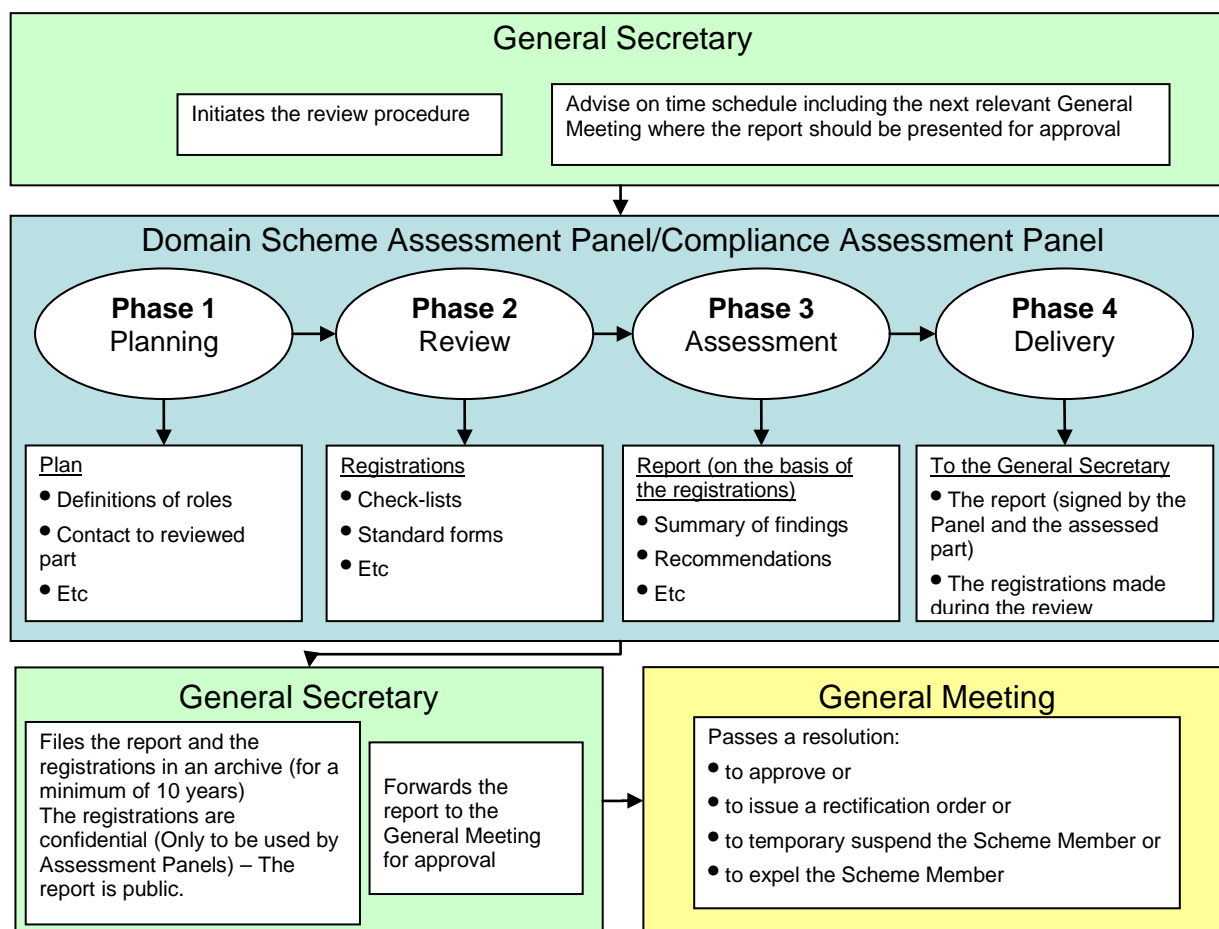 General Secretary
Initiates the review procedure
Advise on time schedule including the next relevant General
Meeting where the report should be presented for approval
Domain Scheme Assessment Panel/Compliance Assessment Panel
Phase 1
Planning
Phase 2
Review
Phase 3
Assessment
Phase 4
Delivery
Plan
• Definitions of roles
• Contact to reviewed
part
• Etc
Registrations
• Check-lists
• Standard forms
• Etc
Report (on the basis of
the registrations)
• Summary of findings
• Recommendations
• Etc
To the General Secretary
• The report (signed by the
Panel and the assessed
part)
• The registrations made
during the review
General Secretary
Files the report and the
registrations in an archive (for a
minimum of 10 years)
The registrations are
confidential (Only to be used by
Assessment Panels) – The
report is public.
Forwards the
report to the
General Meeting
for approval
General Meeting
Passes a resolution:
• to approve or
• to issue a rectification order or
• to temporary suspend the Scheme Member or
• to expel the Scheme Member